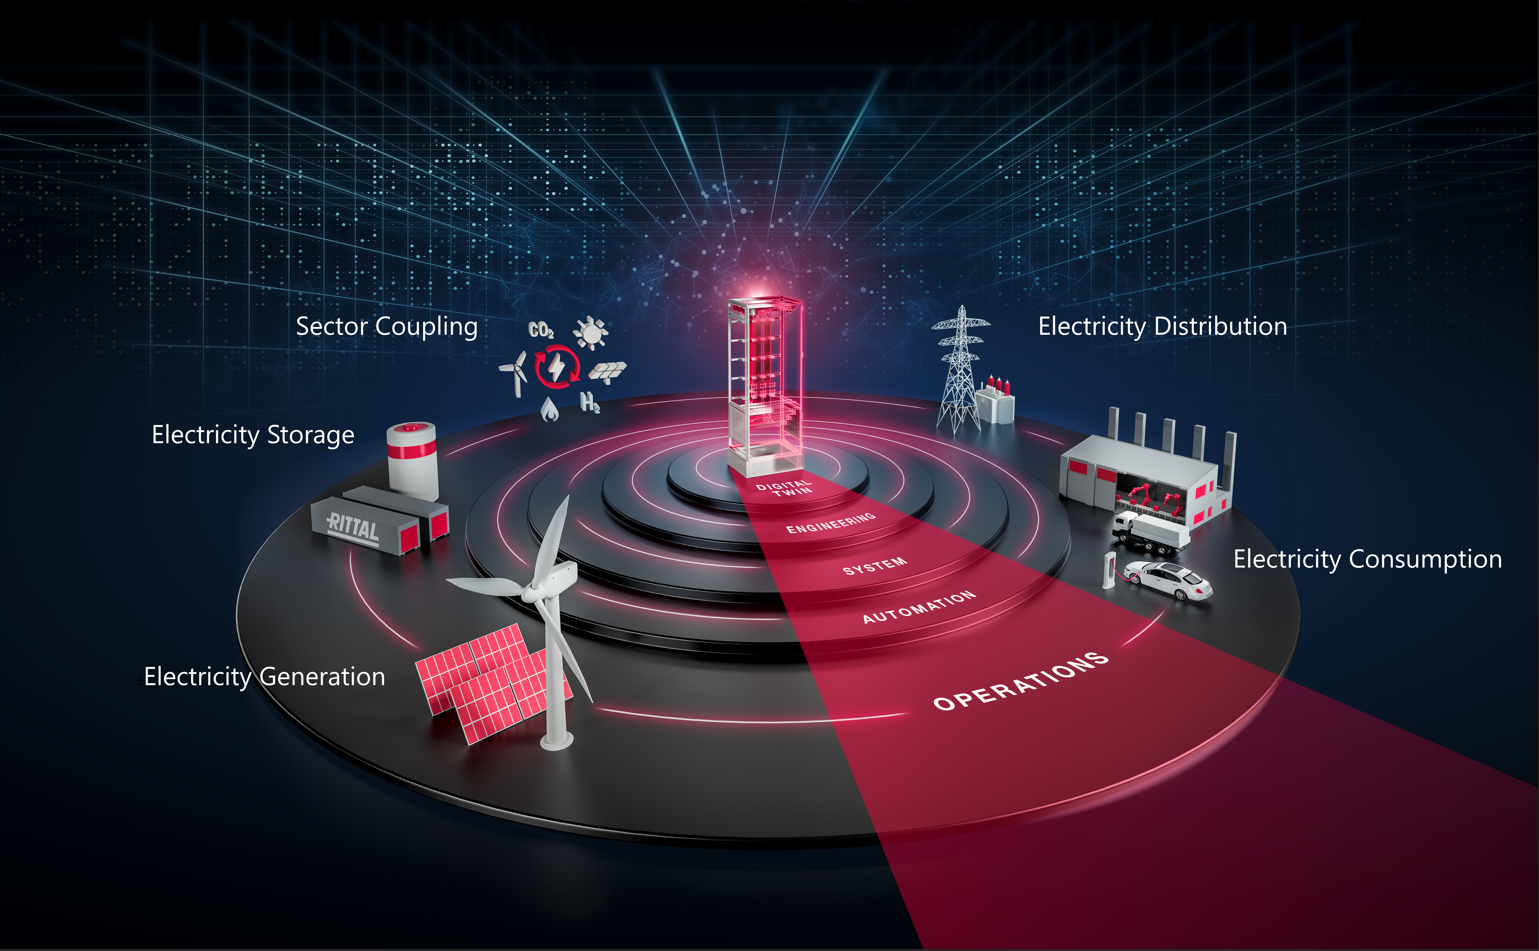 Sector Coupling
CO₂
H₂
Electricity Distribution
Electricity Storage
RITTAL
DIGITAL
TWIN
ENGINEERING
SYSTEM
AUTOMATION
OPERATIONS
Electricity Consumption
Electricity Generation